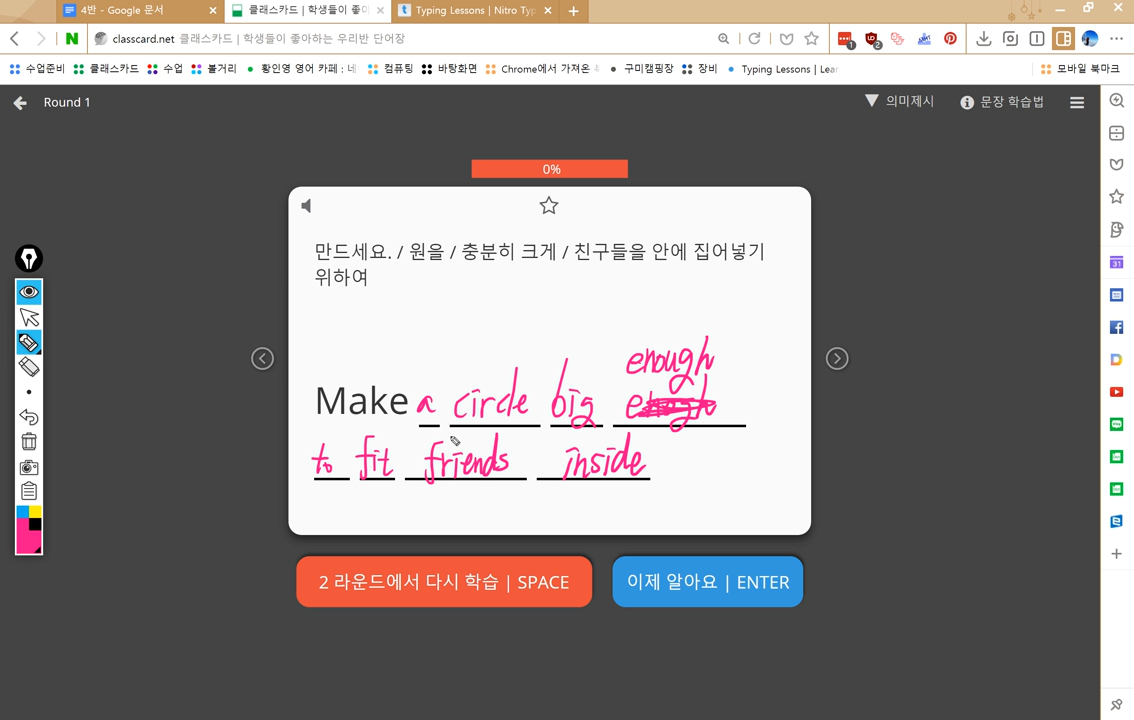 4반 - Google 문서
클래스카드 | 학생들이 좋아
Typing Lessons | Nitro Typ
N classcard.net 클래스카드 | 학생들이 좋아하는 우리반 단어장
수업준비 클래스카드 수업 볼거리 황인영 영어 카페 : 네 컴퓨팅 바탕화면 Chrome에서 가져온 구미캠핑장 장비 Typing Lessons | Lear 모바일 북마크
Round 1 의미제시 문장 학습법
0%
만드세요. / 원을 / 충분히 크게 / 친구들을 안에 집어넣기
위하여
enough
Make a circle big
to fit friends inside
2 라운드에서 다시 학습 | SPACE
이제 알아요 | ENTER